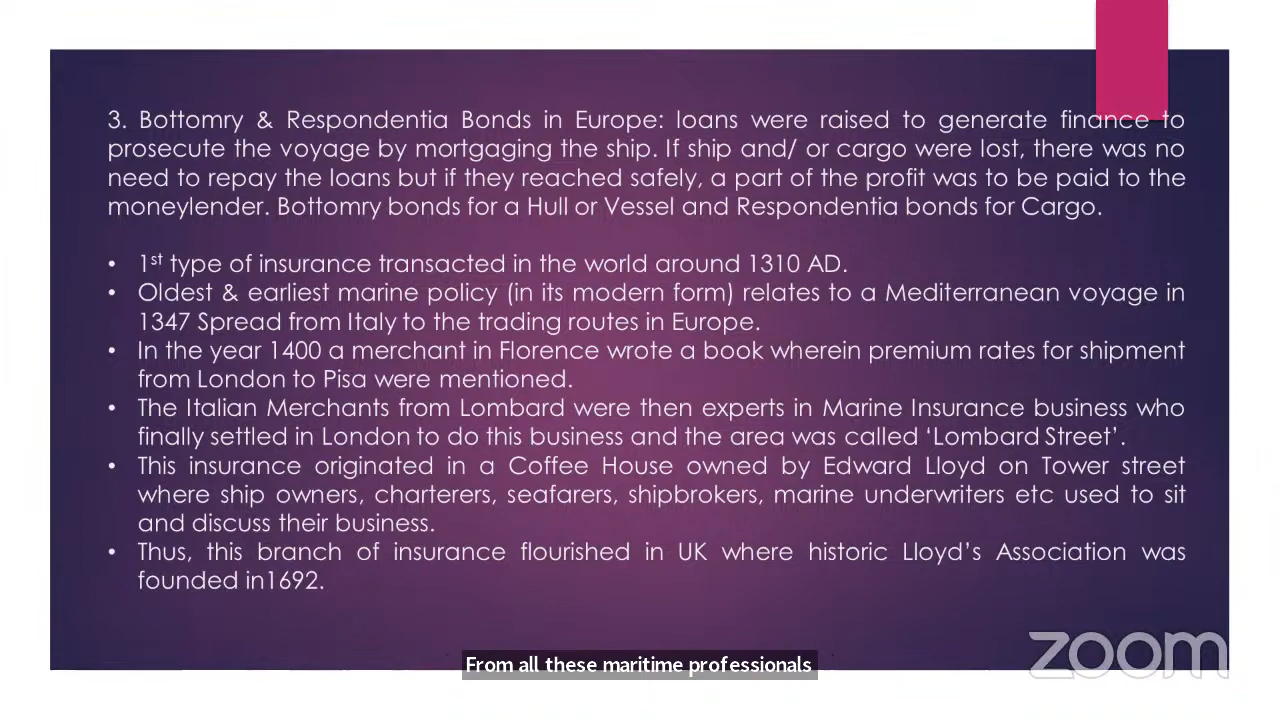 3. Bottomry & Respondentia Bonds in Europe: loans were raised to generate finance to
prosecute the voyage by mortgaging the ship. If ship and/ or cargo were lost, there was no
need to repay the loans but if they reached safely, a part of the profit was to be paid to the
moneylender. Bottomry bonds for a Hull or Vessel and Respondentia bonds for Cargo.
• 1st type of insurance transacted in the world around 1310 AD.
• Oldest & earliest marine policy (in its modern form) relates to a Mediterranean voyage in
1347 Spread from Italy to the trading routes in Europe.
• In the year 1400 a merchant in Florence wrote a book wherein premium rates for shipment
from London to Pisa were mentioned.
• The Italian Merchants from Lombard were then experts in Marine Insurance business who
finally settled in London to do this business and the area was called ‘Lombard Street’.
• This insurance originated in a Coffee House owned by Edward Lloyd on Tower street
where ship owners, charterers, seafarers, shipbrokers, marine underwriters etc used to sit
and discuss their business.
• Thus, this branch of insurance flourished in UK where historic Lloyd’s Association was
founded in1692.
zoom
From all these maritime professionals